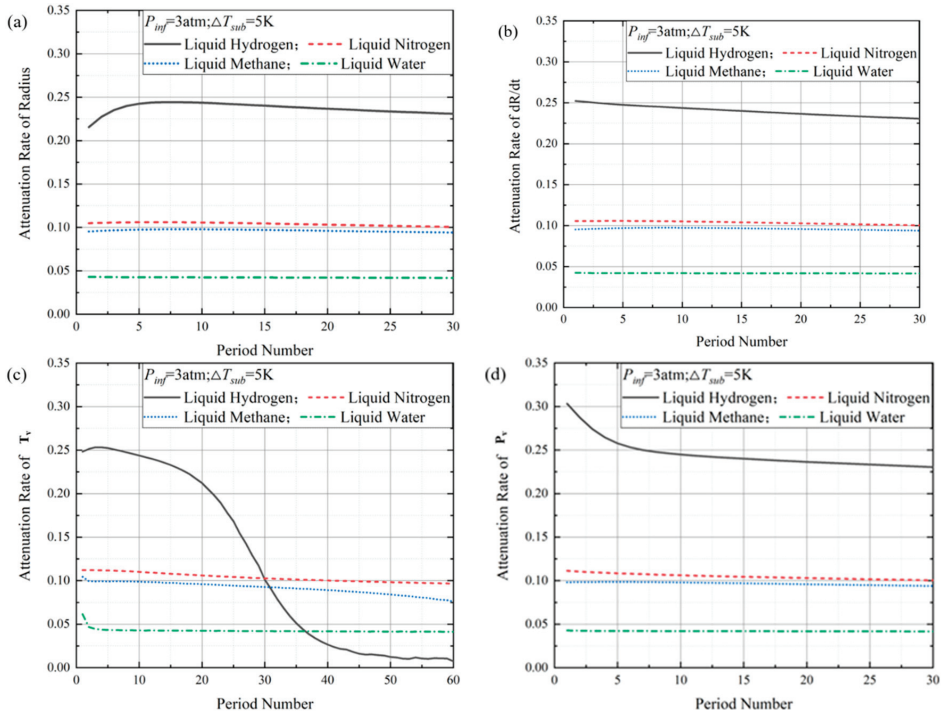 (a)
P_inf=3atm;△T_sub=5K
Liquid Hydrogen; Liquid Nitrogen
Liquid Methane; Liquid Water
Attenuation Rate of Radius
0.35
0.30
0.25
0.20
0.15
0.10
0.05
0.00
0 5 10 15 20 25 30
Period Number
(b)
P_inf=3atm;△T_sub=5K
Liquid Hydrogen; Liquid Nitrogen
Liquid Methane; Liquid Water
Attenuation Rate of dR/dt
0.35
0.30
0.25
0.20
0.15
0.10
0.05
0.00
0 5 10 15 20 25 30
Period Number
(c)
P_inf=3atm;△T_sub=5K
Liquid Hydrogen; Liquid Nitrogen
Liquid Methane; Liquid Water
Attenuation Rate of T_v
0.35
0.30
0.25
0.20
0.15
0.10
0.05
0.00
0 10 20 30 40 50 60
Period Number
(d)
P_inf=3atm;△T_sub=5K
Liquid Hydrogen; Liquid Nitrogen
Liquid Methane; Liquid Water
Attenuation Rate of P_v
0.35
0.30
0.25
0.20
0.15
0.10
0.05
0.00
0 5 10 15 20 25 30
Period Number